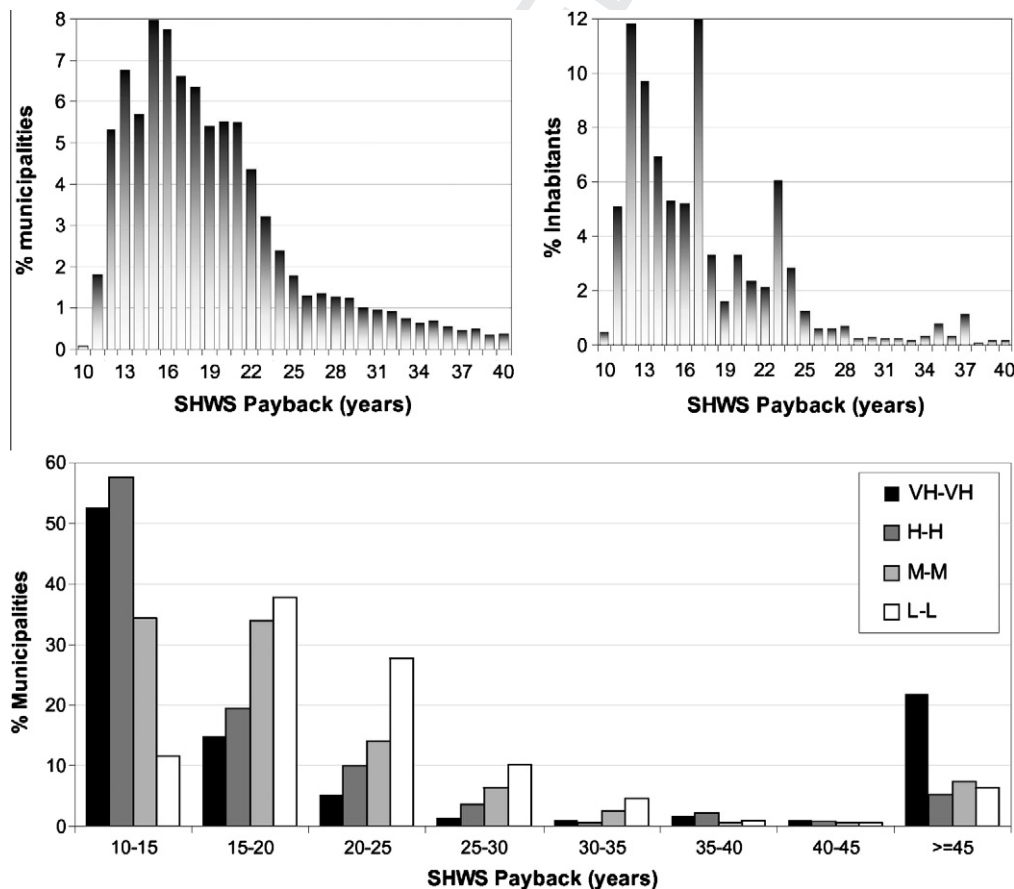 8
7
6
5
4
3
2
1
0
% municipalities
10 13 16 19 22 25 28 31 34 37 40
SHWS Payback (years)
12
10
8
6
4
2
0
% Inhabitants
10 13 16 19 22 25 28 31 34 37 40
SHWS Payback (years)
60
50
40
30
20
10
0
% Municipalities
VH-VH
H-H
M-M
L-L
10-15 15-20 20-25 25-30 30-35 35-40 40-45 >=45
SHWS Payback (years)